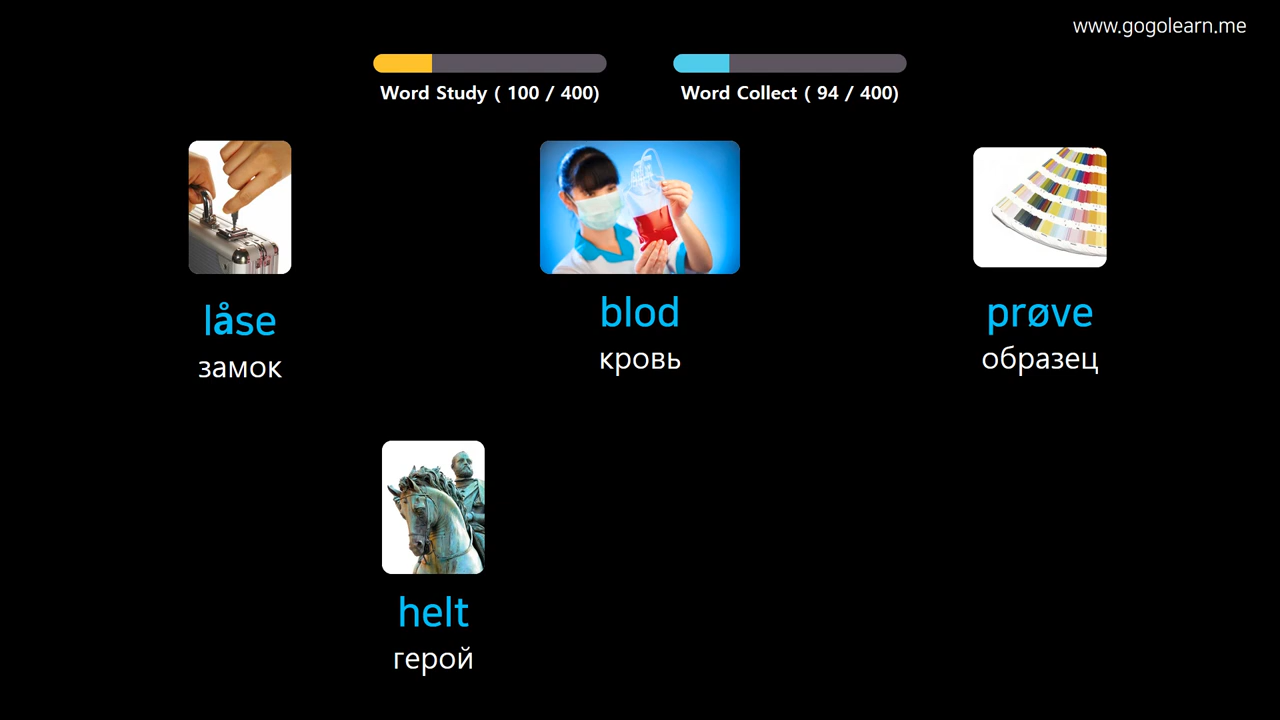 www.gogolearn.me
Word Study ( 100 / 400)
Word Collect ( 94 / 400)
låse
замок
blod
кровь
prøve
образец
helt
герой